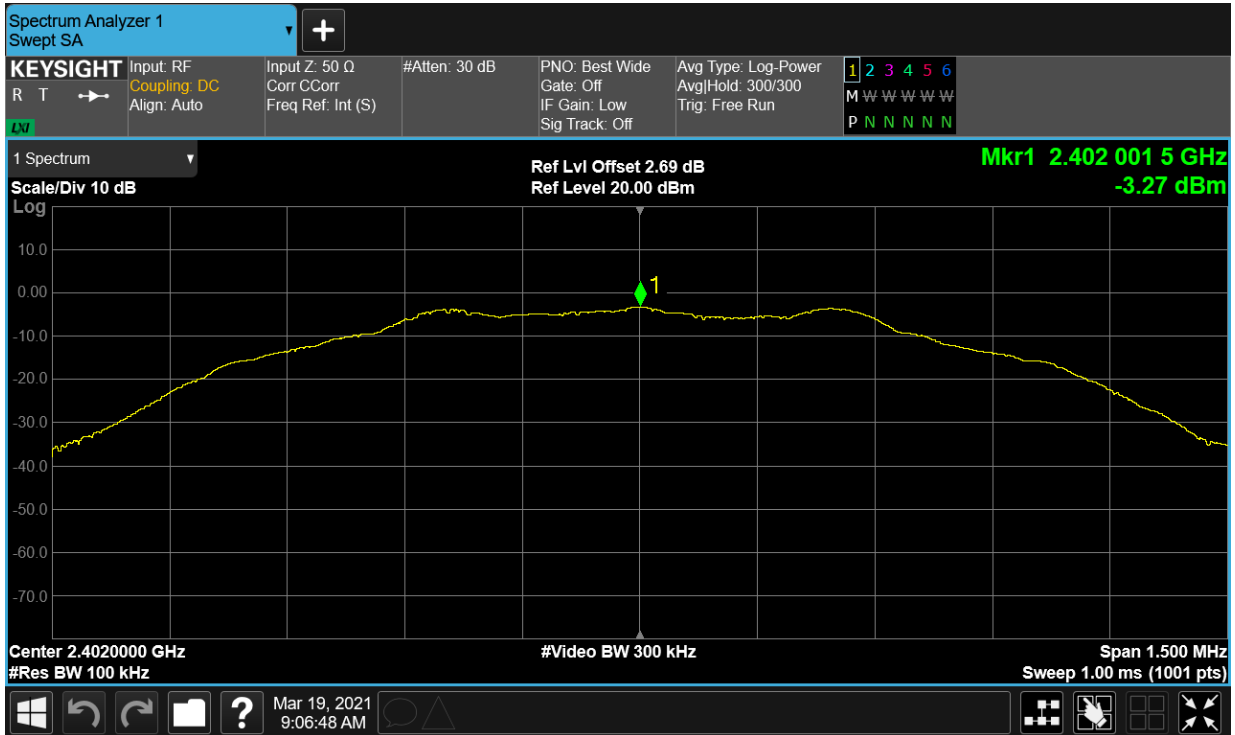 Spectrum Analyzer 1
Swept SA
▼
+
KEYSIGHT
R T
LXI
Input: RF
Coupling: DC
Align: Auto
Input Z: 50 Ω
Corr CCorr
Freq Ref: Int (S)
#Atten: 30 dB
PNO: Best Wide
Gate: Off
IF Gain: Low
Sig Track: Off
Avg Type: Log-Power
Avg|Hold: 300/300
Trig: Free Run
1 2 3 4 5 6
M W W W W W
P N N N N N
1 Spectrum ▼
Scale/Div 10 dB
Log
Ref Lvl Offset 2.69 dB
Ref Level 20.00 dBm
Mkr1 2.402 001 5 GHz
-3.27 dBm
1
10.0
0.00
-10.0
-20.0
-30.0
-40.0
-50.0
-60.0
-70.0
Center 2.4020000 GHz
#Res BW 100 kHz
#Video BW 300 kHz
Span 1.500 MHz
Sweep 1.00 ms (1001 pts)
?
Mar 19, 2021
9:06:48 AM